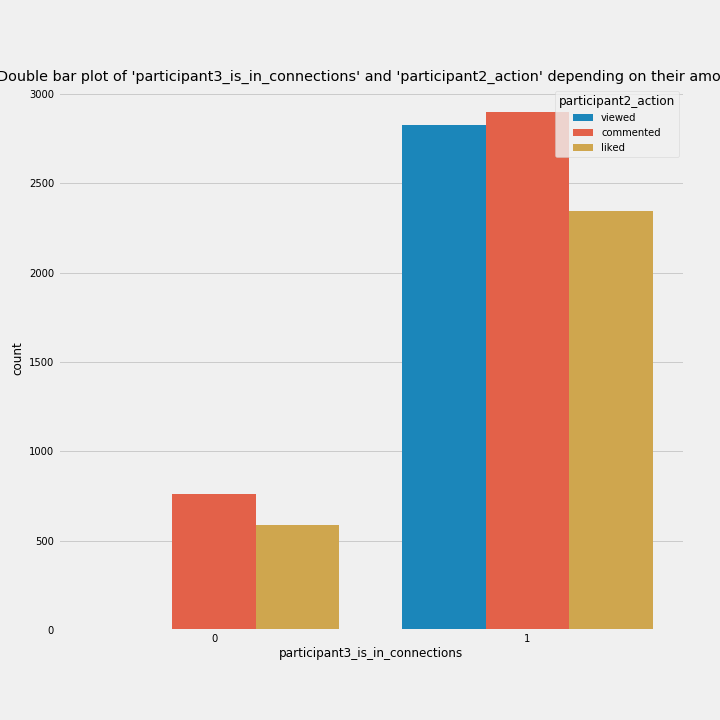 Double bar plot of 'participant3_is_in_connections' and 'participant2_action' depending on their amo
3000
2500
2000
1500
1000
500
0
count
participant2_action
viewed
commented
liked
0
1
participant3_is_in_connections